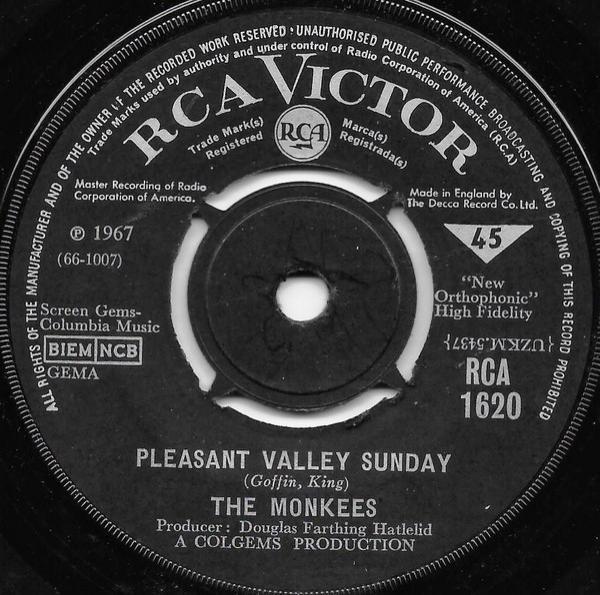 ALL RIGHTS OF THE MANUFACTURER AND OF THE OWNER OF THE RECORDED WORK RESERVED · UNAUTHORISED PUBLIC PERFORMANCE BROADCASTING AND COPYING OF THIS RECORD PROHIBITED
Trade Marks used by authority and under control of Radio Corporation of America (RCA)
RCA VICTOR
Trade Mark(s)
Registered
RCA
Marca(s)
Registrada(s)
Master Recording of Radio
Corporation of America.
Made in England by
The Decca Record Co. Ltd.
℗ 1967
(66-1007)
45
"New
Orthophonic"
High Fidelity
Screen Gems-
Columbia Music
BIEM NCB
GEMA
{UZKM.5437}
RCA
1620
PLEASANT VALLEY SUNDAY
(Goffin, King)
THE MONKEES
Producer : Douglas Farthing Hatlelid
A COLGEMS PRODUCTION